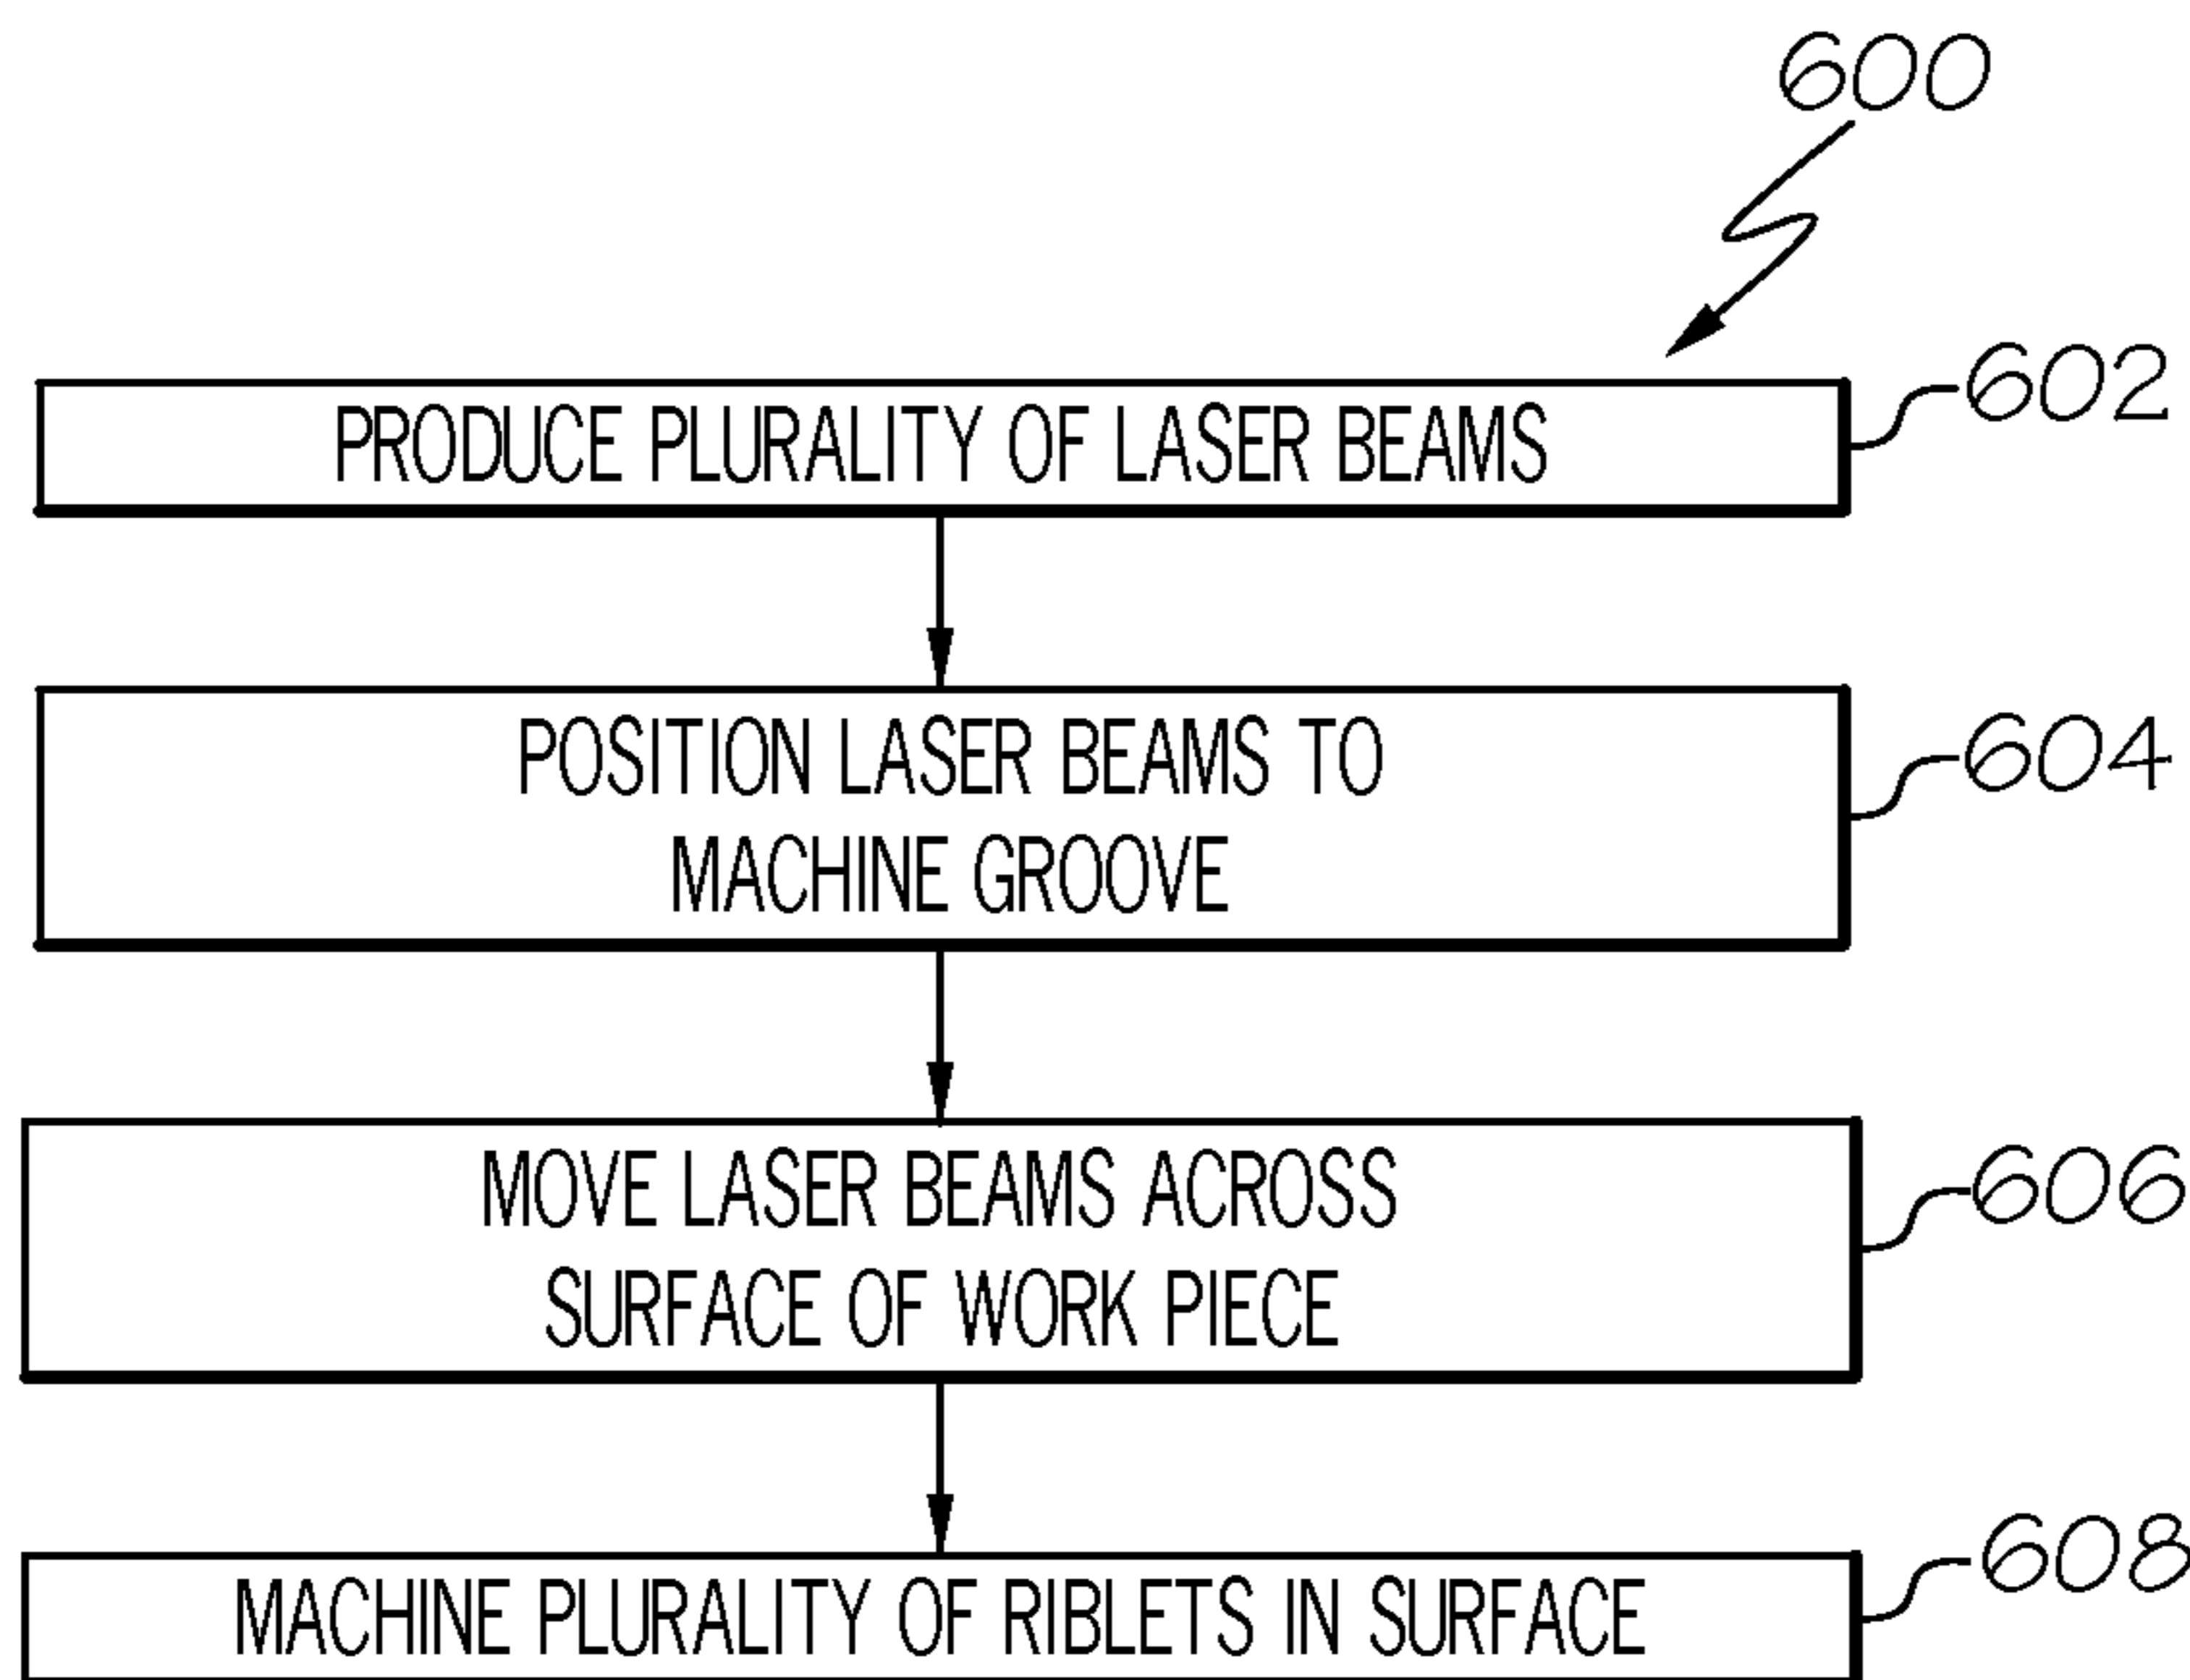 600
PRODUCE PLURALITY OF LASER BEAMS
602
POSITION LASER BEAMS TO
MACHINE GROOVE
604
MOVE LASER BEAMS ACROSS
SURFACE OF WORK PIECE
606
MACHINE PLURALITY OF RIBLETS IN SURFACE
608